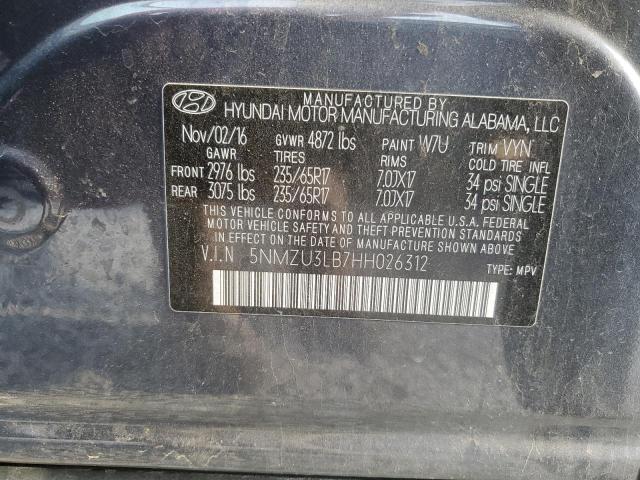 MANUFACTURED BY
HYUNDAI MOTOR MANUFACTURING ALABAMA, LLC
Nov/02/16 GVWR 4872 lbs PAINT W7U TRIM VYN
GAWR TIRES RIMS COLD TIRE INFL
FRONT 2976 lbs 235/65R17 7.0JX17 34 psi SINGLE
REAR 3075 lbs 235/65R17 7.0JX17 34 psi SINGLE
THIS VEHICLE CONFORMS TO ALL APPLICABLE U.S.A. FEDERAL
MOTOR VEHICLE SAFETY AND THEFT PREVENTION STANDARDS
IN EFFECT ON THE DATE OF MANUFACTURE SHOWN ABOVE.
V.I.N 5NMZU3LB7HH026312 TYPE: MPV